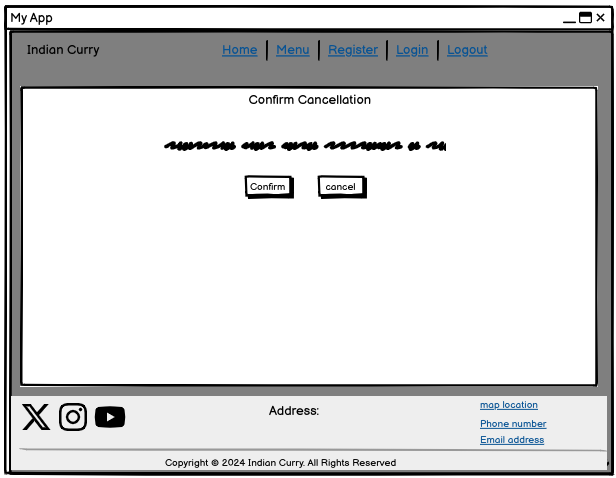 My App
Indian Curry Home Menu Register Login Logout
Confirm Cancellation
Confirm cancel
Address:
map location
Phone number
Email address
Copyright © 2024 Indian Curry. All Rights Reserved